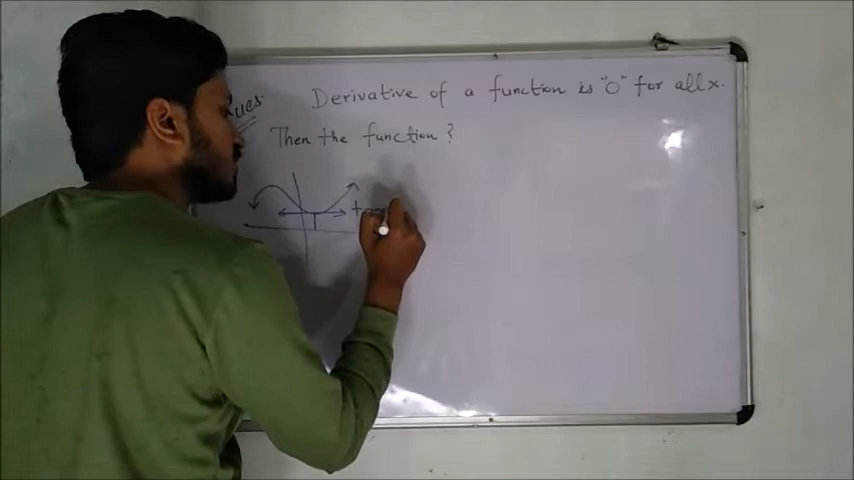 Ques. Derivative of a function is "0" for all x.
Then the function ?